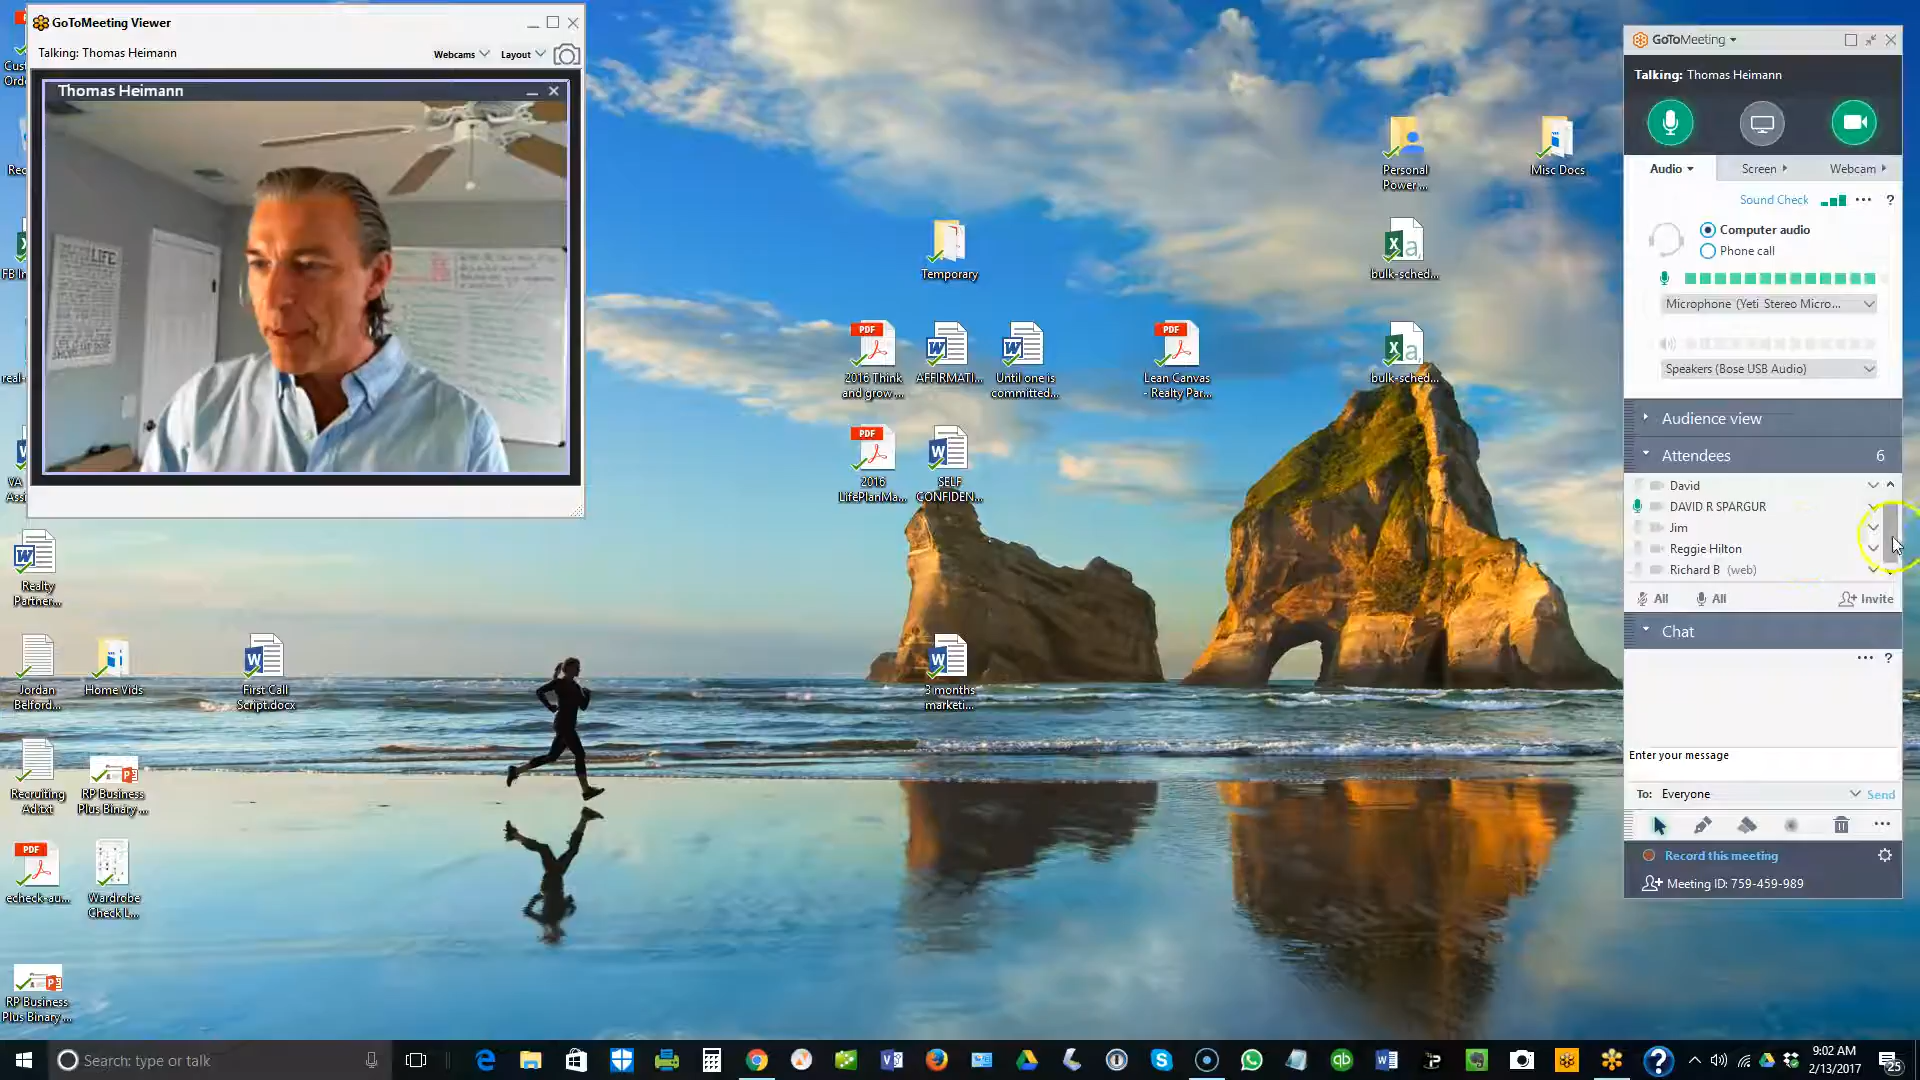 GoToMeeting Viewer
Talking: Thomas Heimann
Webcams
Layout
Thomas Heimann
LIFE
Personal
Power ...
Misc Docs
Temporary
bulk-sched...
2016 Think
and grow ...
AFFIRMATI...
Until one is
committed...
Lean Canvas
- Realty Par...
bulk-sched...
2016
LifePlanMa...
SELF
CONFIDEN...
Realty
Partner...
Jordan
Belford...
Home Vids
First Call
Script.docx
3 months
marketi...
Recruiting
Ad.txt
RP Business
Plus Binary ...
echeck-au...
Wardrobe
Check L...
RP Business
Plus Binary ...
GoToMeeting
Talking: Thomas Heimann
Audio
Screen
Webcam
Sound Check
?
Computer audio
Phone call
Microphone (Yeti Stereo Micro...
Speakers (Bose USB Audio)
Audience view
Attendees 6
David
DAVID R SPARGUR
Jim
Reggie Hilton
Richard B (web)
All
All
Invite
Chat
?
Enter your message
To: Everyone
Send
Record this meeting
Meeting ID: 759-459-989
Search: type or talk
9:02 AM
2/13/2017
25